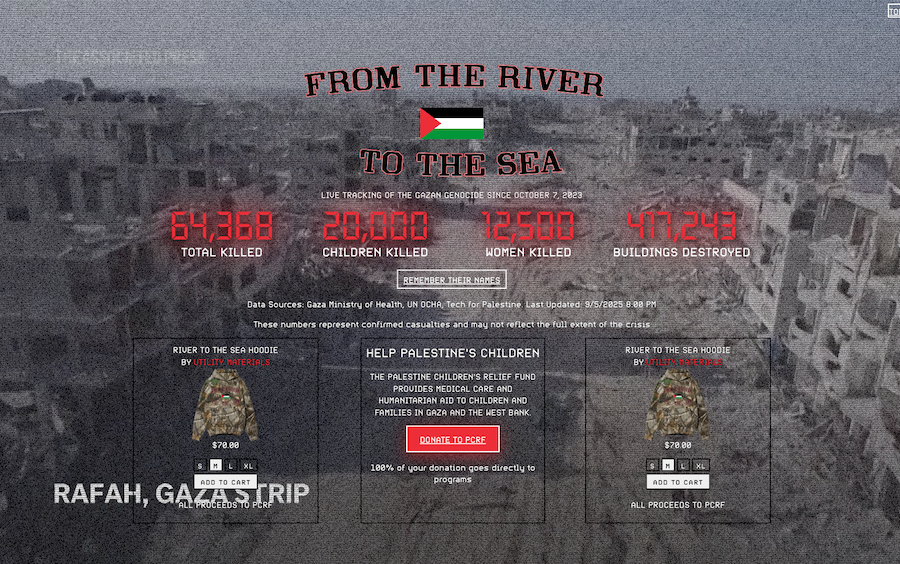 FROM THE RIVER
TO THE SEA
LIVE TRACKING OF THE GAZAN GENOCIDE SINCE OCTOBER 7, 2023
64,368
TOTAL KILLED
20,000
CHILDREN KILLED
12,500
WOMEN KILLED
417,243
BUILDINGS DESTROYED
REMEMBER THEIR NAMES
Data Sources: Gaza Ministry of Health, UN OCHA, Tech for Palestine. Last Updated: 9/5/2025 8:00 PM
These numbers represent confirmed casualties and may not reflect the full extent of the crisis
RIVER TO THE SEA HOODIE
BY UTILITY MATERIALS
$70.00
S M L XL
ADD TO CART
ALL PROCEEDS TO PCRF
HELP PALESTINE'S CHILDREN
THE PALESTINE CHILDREN'S RELIEF FUND
PROVIDES MEDICAL CARE AND
HUMANITARIAN AID TO CHILDREN AND
FAMILIES IN GAZA AND THE WEST BANK.
DONATE TO PCRF
100% of your donation goes directly to
programs
RIVER TO THE SEA HOODIE
BY UTILITY MATERIALS
$70.00
S M L XL
ADD TO CART
ALL PROCEEDS TO PCRF
RAFAH, GAZA STRIP